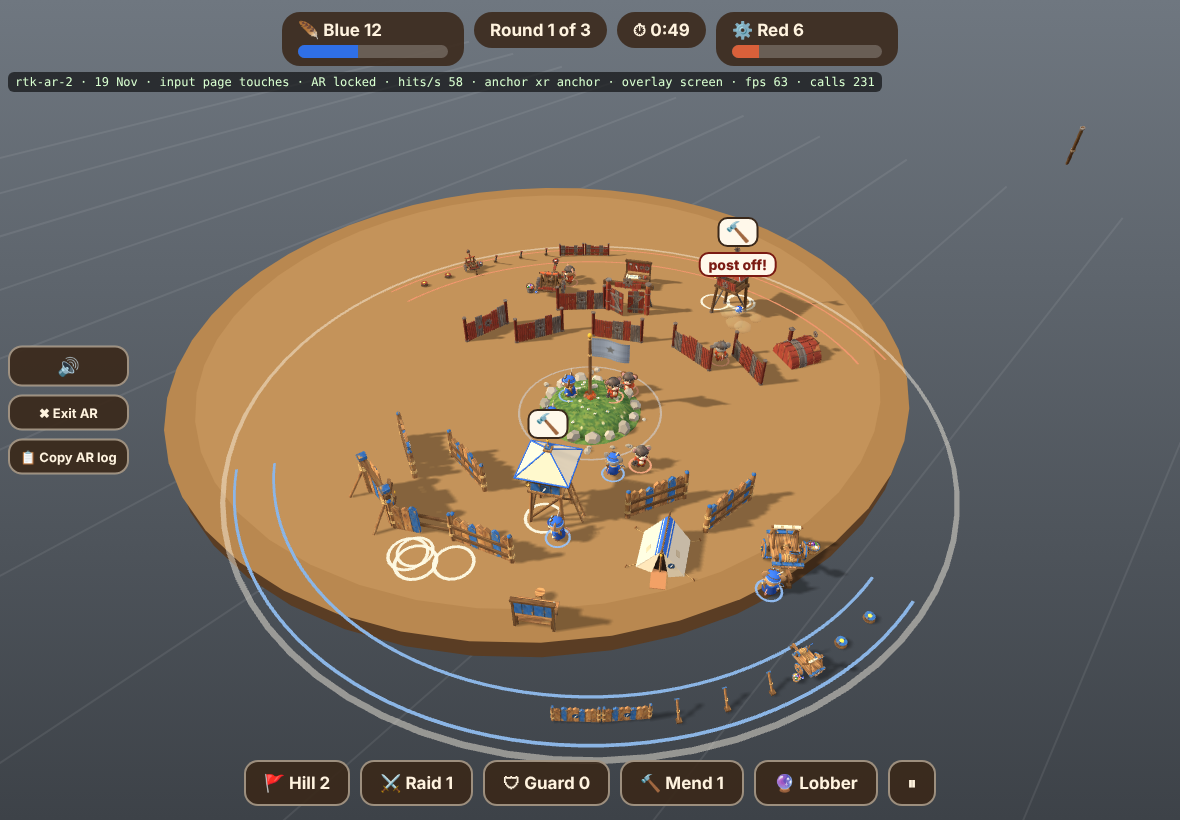 Blue 12
Round 1 of 3
0:49
Red 6
rtk-ar-2 · 19 Nov · input page touches · AR locked · hits/s 58 · anchor xr anchor · overlay screen · fps 63 · calls 231
post off!
Exit AR
Copy AR log
Hill 2
Raid 1
Guard 0
Mend 1
Lobber